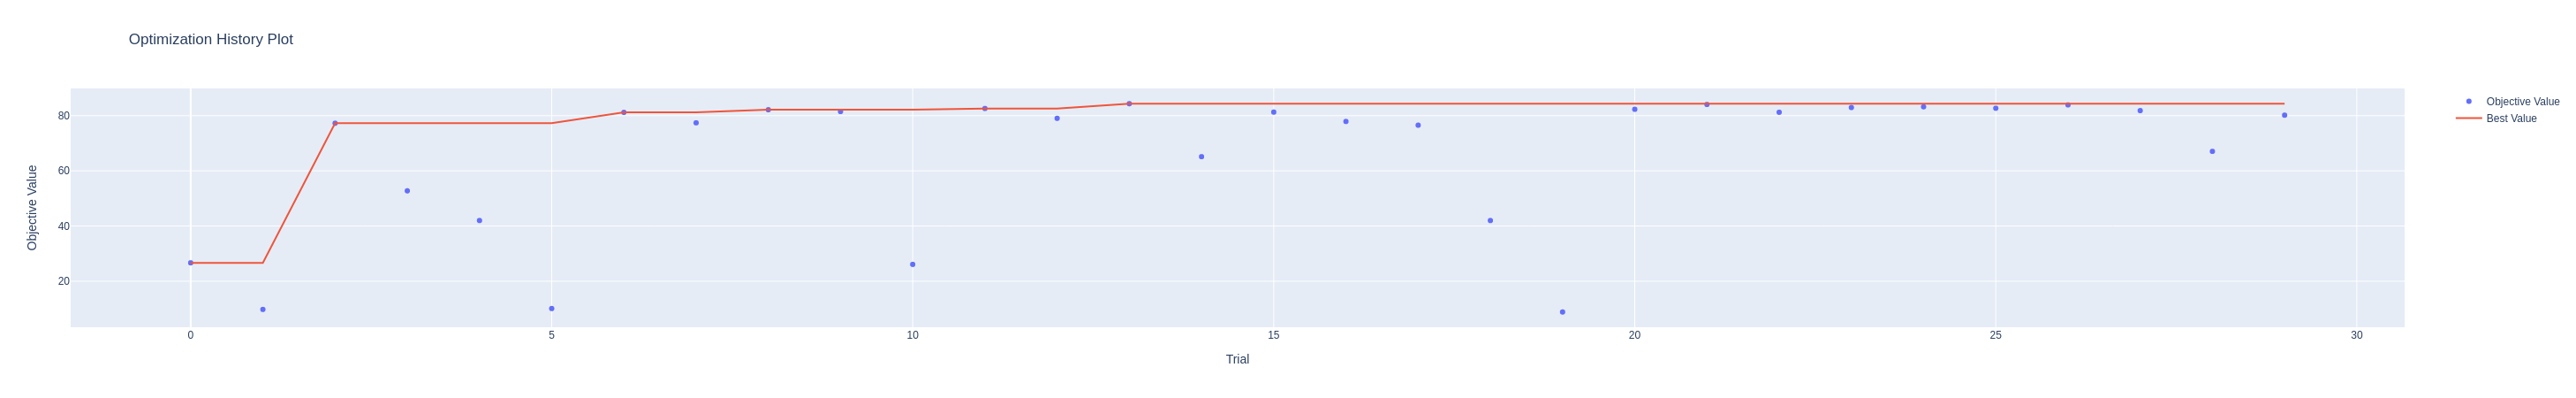 Optimization History Plot
Objective Value
Best Value
80
60
40
20
Objective Value
0
5
10
15
20
25
30
Trial